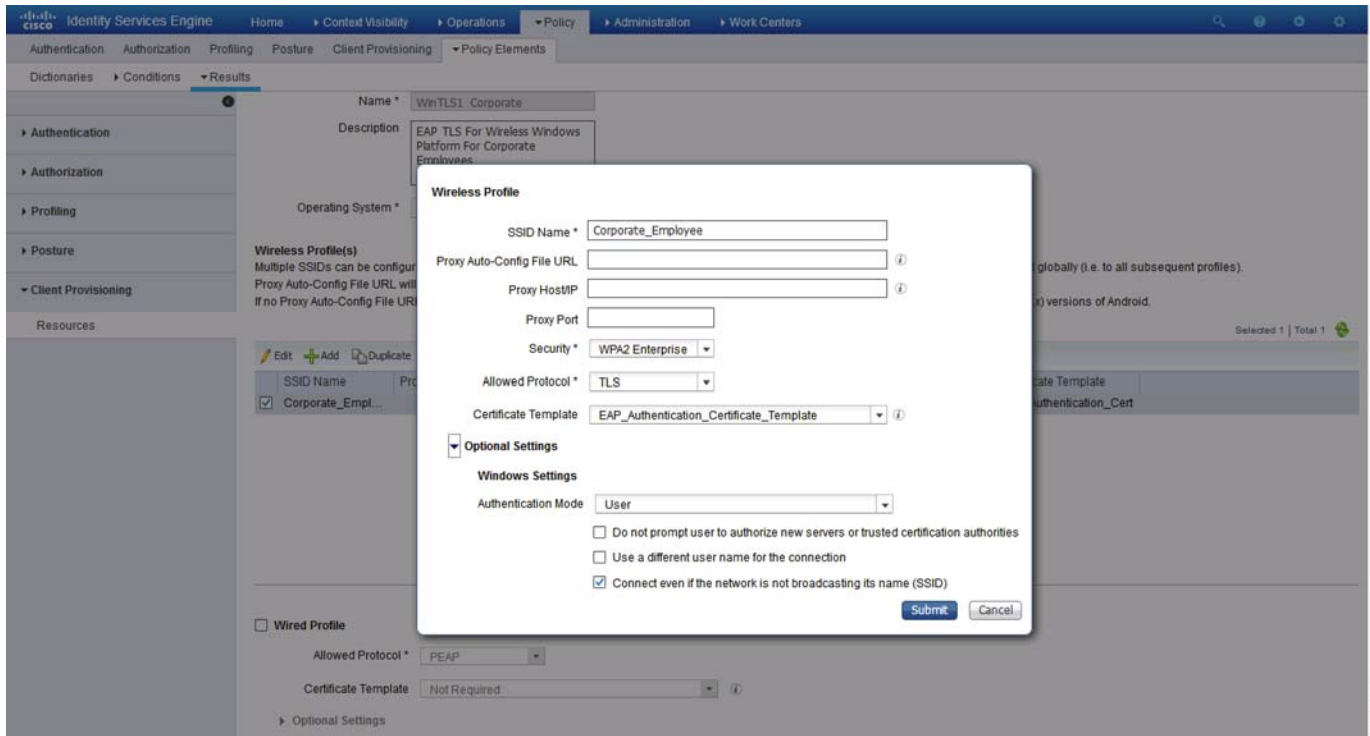 cisco Identity Services Engine Home Context Visibility Operations Policy Administration Work Centers
Authentication Authorization Profiling Posture Client Provisioning Policy Elements
Dictionaries Conditions Results
Name * WinTLS1 Corporate
Authentication
Description EAP TLS For Wireless Windows
Platform For Corporate
Employees
Authorization
Profiling
Operating System *
Posture
Client Provisioning
Resources
Wireless Profile(s)
Multiple SSIDs can be configur globally (i.e. to all subsequent profiles).
Proxy Auto-Config File URL will
If no Proxy Auto-Config File URL x) versions of Android.
Selected 1 | Total 1
Edit Add Duplicate
SSID Name Pro cate Template
Corporate_Empl... Authentication_Cert
Wireless Profile
SSID Name * Corporate_Employee
Proxy Auto-Config File URL
Proxy Host/IP
Proxy Port
Security * WPA2 Enterprise
Allowed Protocol * TLS
Certificate Template EAP_Authentication_Certificate_Template
Optional Settings
Windows Settings
Authentication Mode User
Do not prompt user to authorize new servers or trusted certification authorities
Use a different user name for the connection
Connect even if the network is not broadcasting its name (SSID)
Submit Cancel
Wired Profile
Allowed Protocol * PEAP
Certificate Template Not Required
Optional Settings